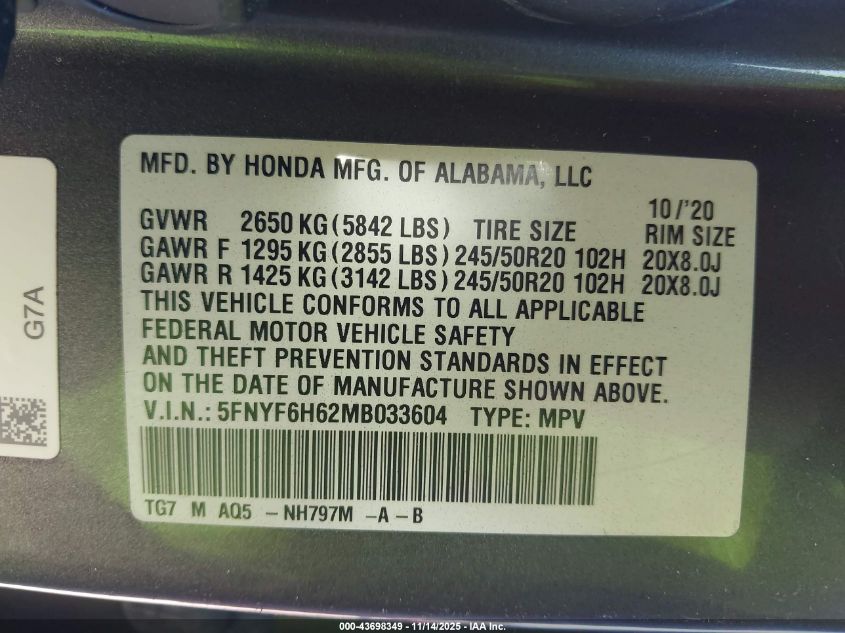 MFD. BY HONDA MFG. OF ALABAMA, LLC
10/'20
GVWR 2650 KG (5842 LBS) TIRE SIZE RIM SIZE
GAWR F 1295 KG (2855 LBS) 245/50R20 102H 20X8.0J
GAWR R 1425 KG (3142 LBS) 245/50R20 102H 20X8.0J
THIS VEHICLE CONFORMS TO ALL APPLICABLE
FEDERAL MOTOR VEHICLE SAFETY
AND THEFT PREVENTION STANDARDS IN EFFECT
ON THE DATE OF MANUFACTURE SHOWN ABOVE.
V.I.N.: 5FNYF6H62MB033604 TYPE: MPV
TG7 M AQ5 -NH797M -A-B
G7A
000-43698349 - 11/14/2025 - IAA Inc.